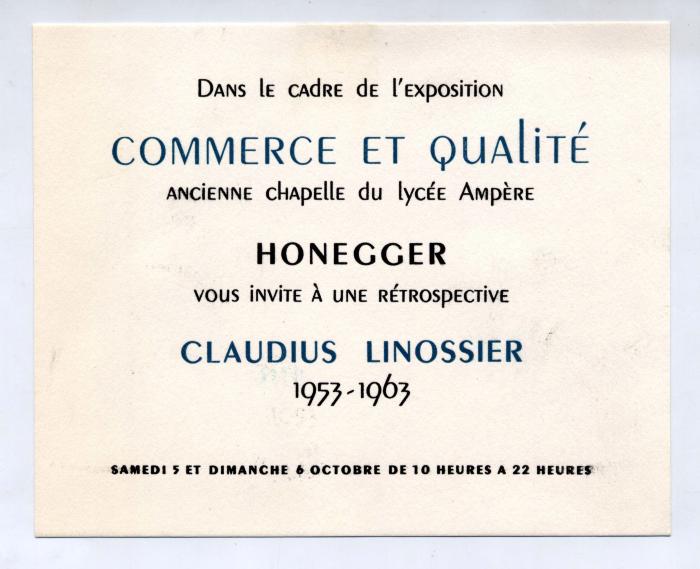 Dans le cadre de l'exposition
COMMERCE ET QUALITÉ
ANCIENNE chapelle du lycée Ampère
HONEGGER
VOUS INVITE À UNE RÉTROSPECTIVE
CLAUDIUS LINOSSIER
1953-1963
SAMEDI 5 ET DIMANCHE 6 OCTOBRE DE 10 HEURES A 22 HEURES